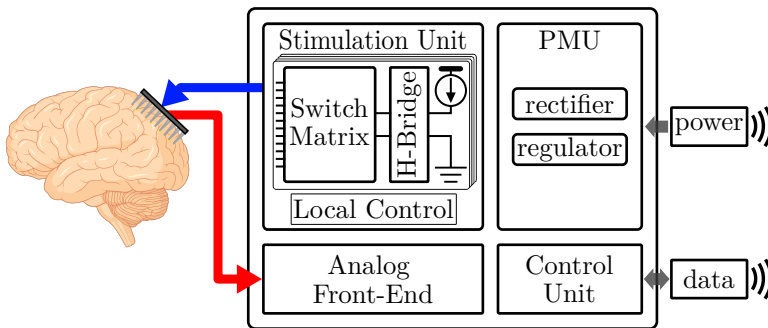 Stimulation Unit
Switch
Matrix
H-Bridge
Local Control
PMU
rectifier
regulator
power
Analog
Front-End
Control
Unit
data